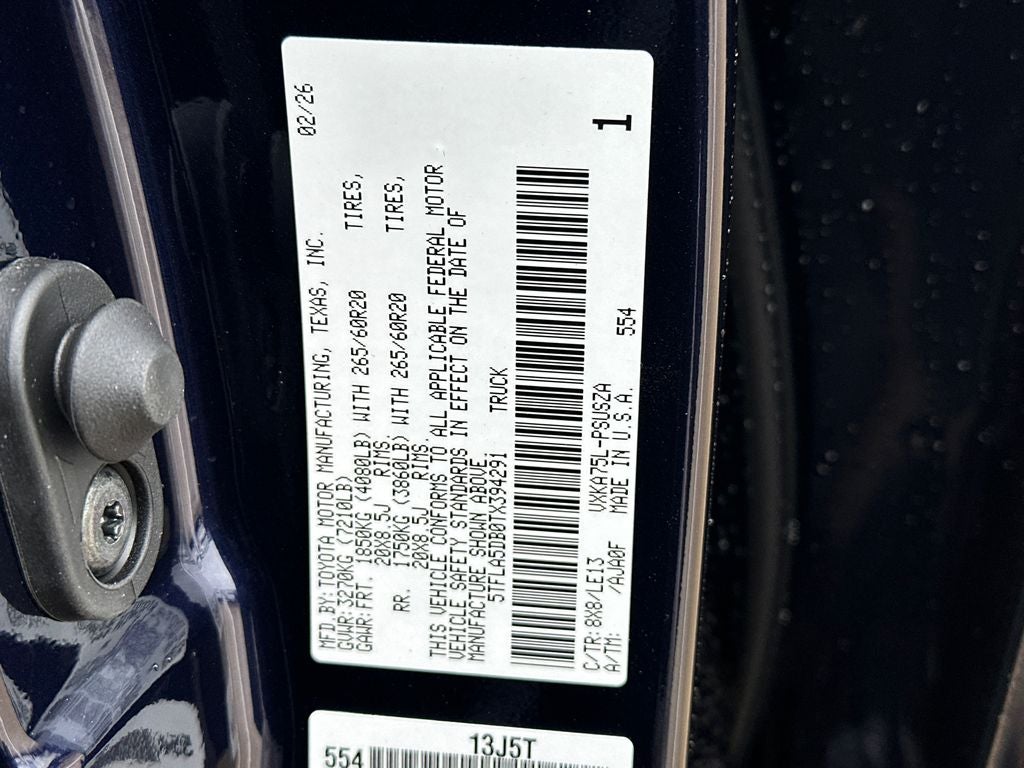 MFD.BY:TOYOTA MOTOR MANUFACTURING, TEXAS, INC. 02/26
GVWR:3270KG (7210LB)
GAWR:FRT. 1850KG (4080LB) WITH 265/60R20 TIRES,
20X8.5J RIMS.
RR. 1750KG (3860LB) WITH 265/60R20 TIRES,
20X8.5J RIMS.
THIS VEHICLE CONFORMS TO ALL APPLICABLE FEDERAL MOTOR
VEHICLE SAFETY STANDARDS IN EFFECT ON THE DATE OF
MANUFACTURE SHOWN ABOVE.
5TFLA5DB0TX394291 TRUCK
1
C/TR:8X8/LE13 VXKA75L-PSUSZA
A/TM: /AJA0F MADE IN U.S.A. 554
13J5T
554